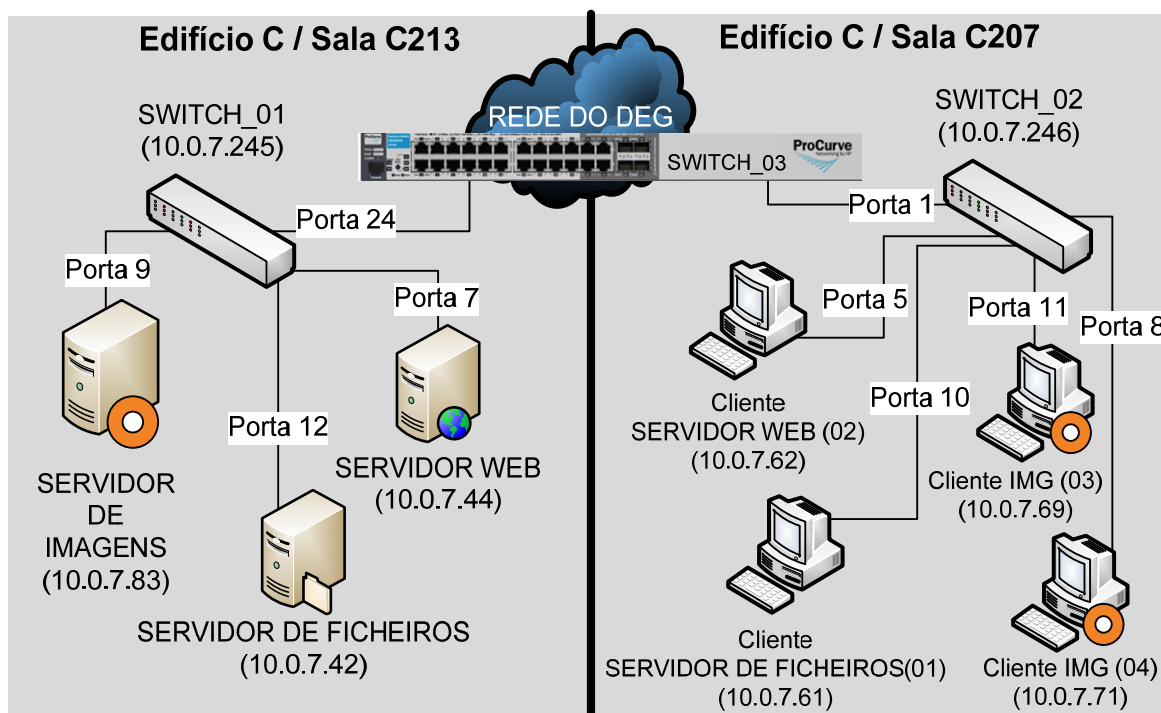 Edifício C / Sala C213
Edifício C / Sala C207
SWITCH_01
(10.0.7.245)
REDE DO DEG
SWITCH_03
ProCurve
Networking by HP
SWITCH_02
(10.0.7.246)
Porta 24
Porta 1
Porta 9
Porta 7
Porta 5
Porta 11
Porta 8
Porta 12
Porta 10
SERVIDOR
DE
IMAGENS
(10.0.7.83)
SERVIDOR WEB
(10.0.7.44)
SERVIDOR DE FICHEIROS
(10.0.7.42)
Cliente
SERVIDOR WEB (02)
(10.0.7.62)
Cliente IMG (03)
(10.0.7.69)
Cliente
SERVIDOR DE FICHEIROS(01)
(10.0.7.61)
Cliente IMG (04)
(10.0.7.71)